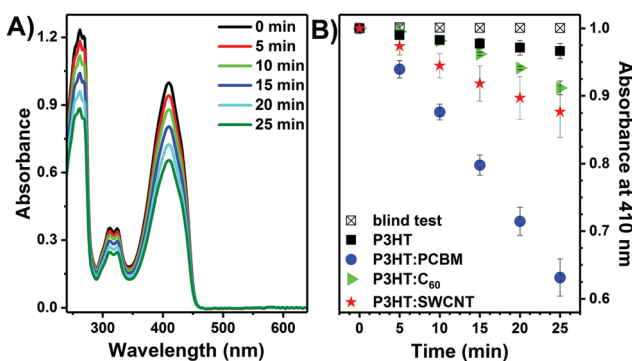 A)
0 min
5 min
10 min
15 min
20 min
25 min
1.2
0.9
0.6
0.3
0.0
Absorbance
300 400 500 600
Wavelength (nm)
B)
blind test
P3HT
P3HT:PCBM
P3HT:C60
P3HT:SWCNT
1.0
0.9
0.8
0.7
0.6
Absorbance at 410 nm
0 5 10 15 20 25
Time (min)